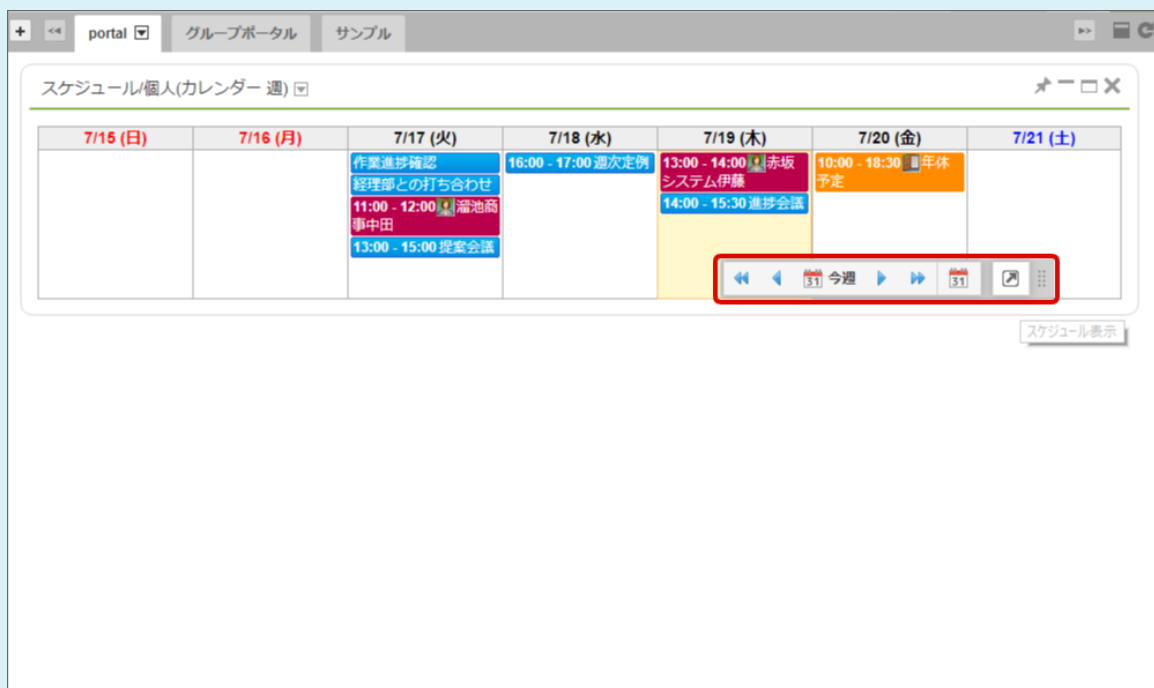 portal グループポータル サンプル
スケジュール/個人(カレンダー 週)
7/15 (日) 7/16 (月) 7/17 (火) 7/18 (水) 7/19 (木) 7/20 (金) 7/21 (土)
作業進捗確認
経理部との打ち合わせ
11:00 - 12:00 溜池商
事中田
13:00 - 15:00 提案会議
16:00 - 17:00 週次定例
13:00 - 14:00 赤坂
システム伊藤
14:00 - 15:30 進捗会議
10:00 - 18:30 年休
予定
31 今週 31
スケジュール表示